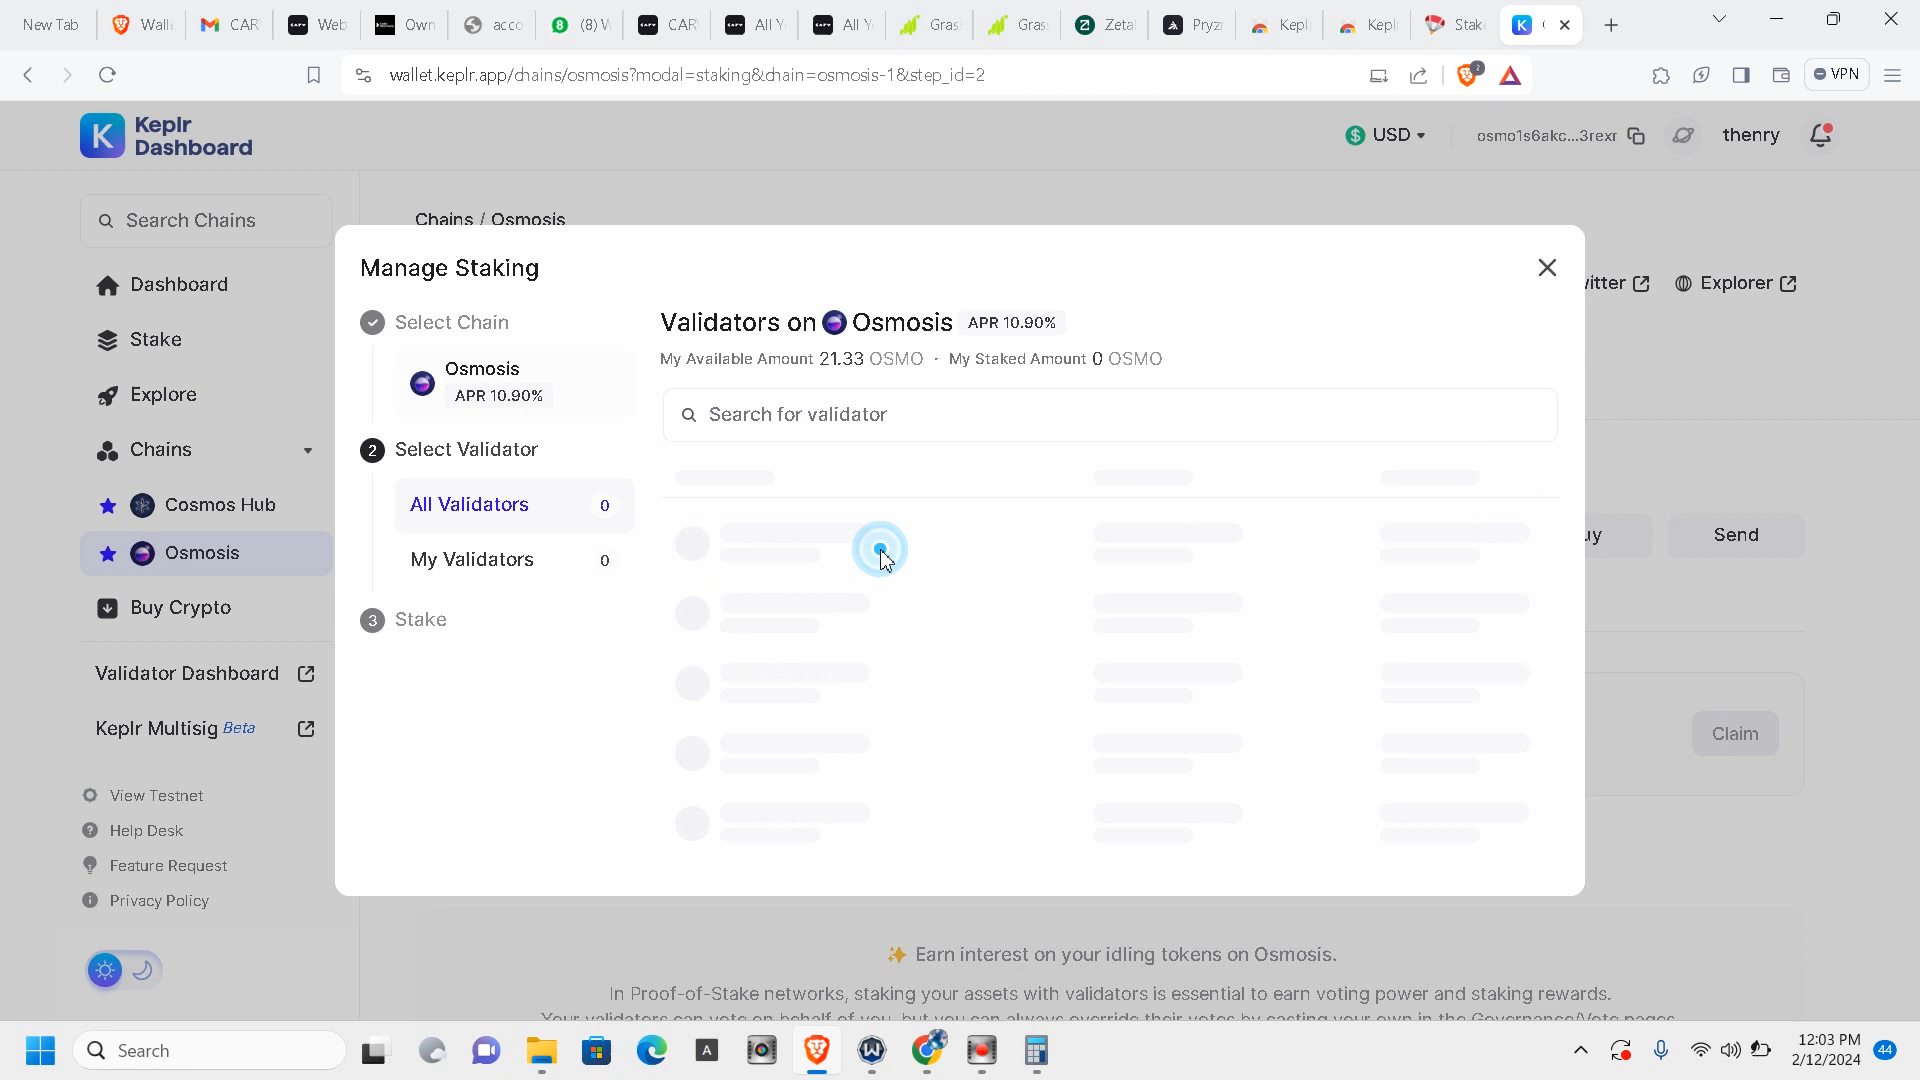 New Tab
Walle
CAR
Web
Own
acco
(8) W
CAR
All Y
All Y
Gras
Gras
Zeta
Pryz
Kepl
Kepl
Stak
wallet.keplr.app/chains/osmosis?modal=staking&chain=osmosis-1&step_id=2
2
VPN
K
Keplr
Dashboard
$ USD
osmo1s6akc...3rexr
thenry
Search Chains
Chains / Osmosis
Dashboard
Stake
Explore
Chains
Cosmos Hub
Osmosis
Buy Crypto
Validator Dashboard
Keplr Multisig Beta
View Testnet
Help Desk
Feature Request
Privacy Policy
Manage Staking
Select Chain
Osmosis
APR 10.90%
2 Select Validator
All Validators 0
My Validators 0
3 Stake
Validators on Osmosis APR 10.90%
My Available Amount 21.33 OSMO · My Staked Amount 0 OSMO
Search for validator
itter
Explorer
uy
Send
Claim
Earn interest on your idling tokens on Osmosis.
In Proof-of-Stake networks, staking your assets with validators is essential to earn voting power and staking rewards.
Your validators can vote on behalf of you, but you can always override their votes by casting your own in the Governance/Vote pages.
Search
A
12:03 PM
2/12/2024
44